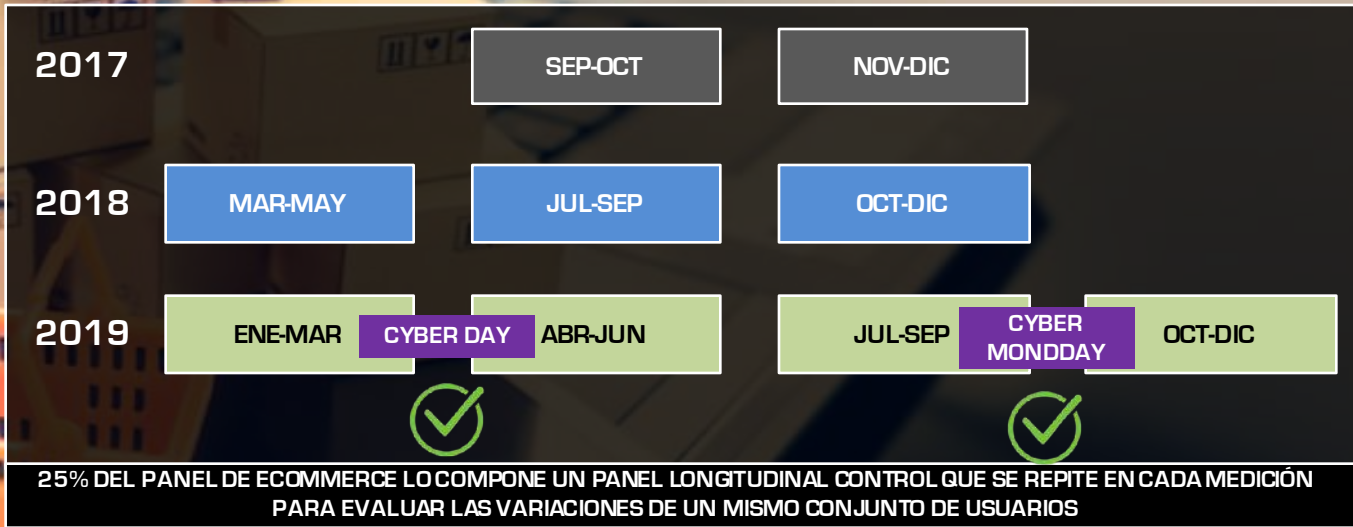 2017
SEP-OCT
NOV-DIC
2018
MAR-MAY
JUL-SEP
OCT-DIC
2019
ENE-MAR
CYBER DAY
ABR-JUN
JUL-SEP
CYBER
MONDDAY
OCT-DIC
25% DEL PANEL DE ECOMMERCE LO COMPONE UN PANEL LONGITUDINAL CONTROL QUE SE REPITE EN CADA MEDICIÓN
PARA EVALUAR LAS VARIACIONES DE UN MISMO CONJUNTO DE USUARIOS